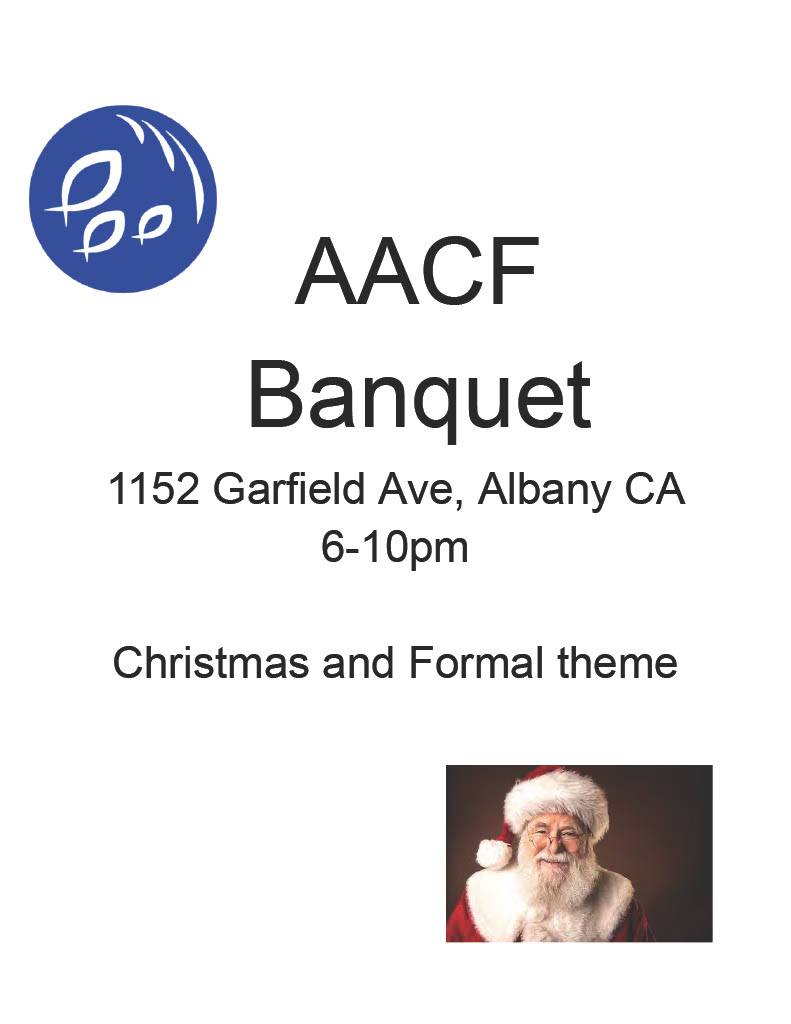 AACF
Banquet
1152 Garfield Ave, Albany CA
6-10pm
Christmas and Formal theme